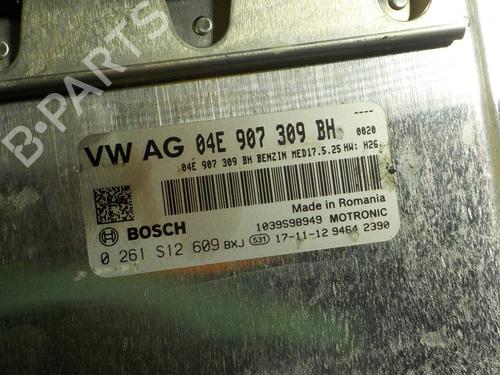 VW AG 04E 907 309 BH 0020
04E 907 309 BH BENZIN MED17.5.25 HW: H26
Made in Romania
BOSCH 1039S98949 MOTRONIC
0 261 S12 609 BXJ 531 17-11-12 9464 2390
B-PARTS